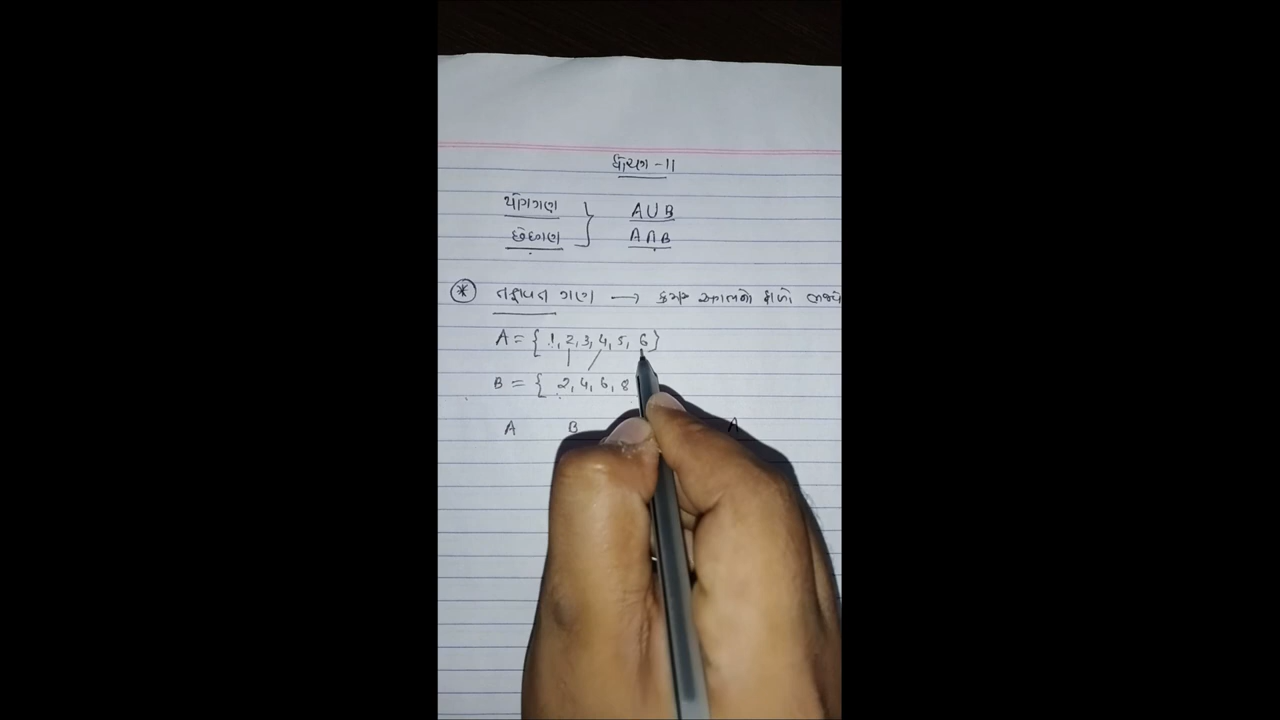 ધોરણ -11
યોગગણ } A∪B
છેદગણ A∩B
* તફાવત ગણ →
A = { 1, 2, 3, 4, 5, 6 }
B = { 2, 4, 6, 8
A B A